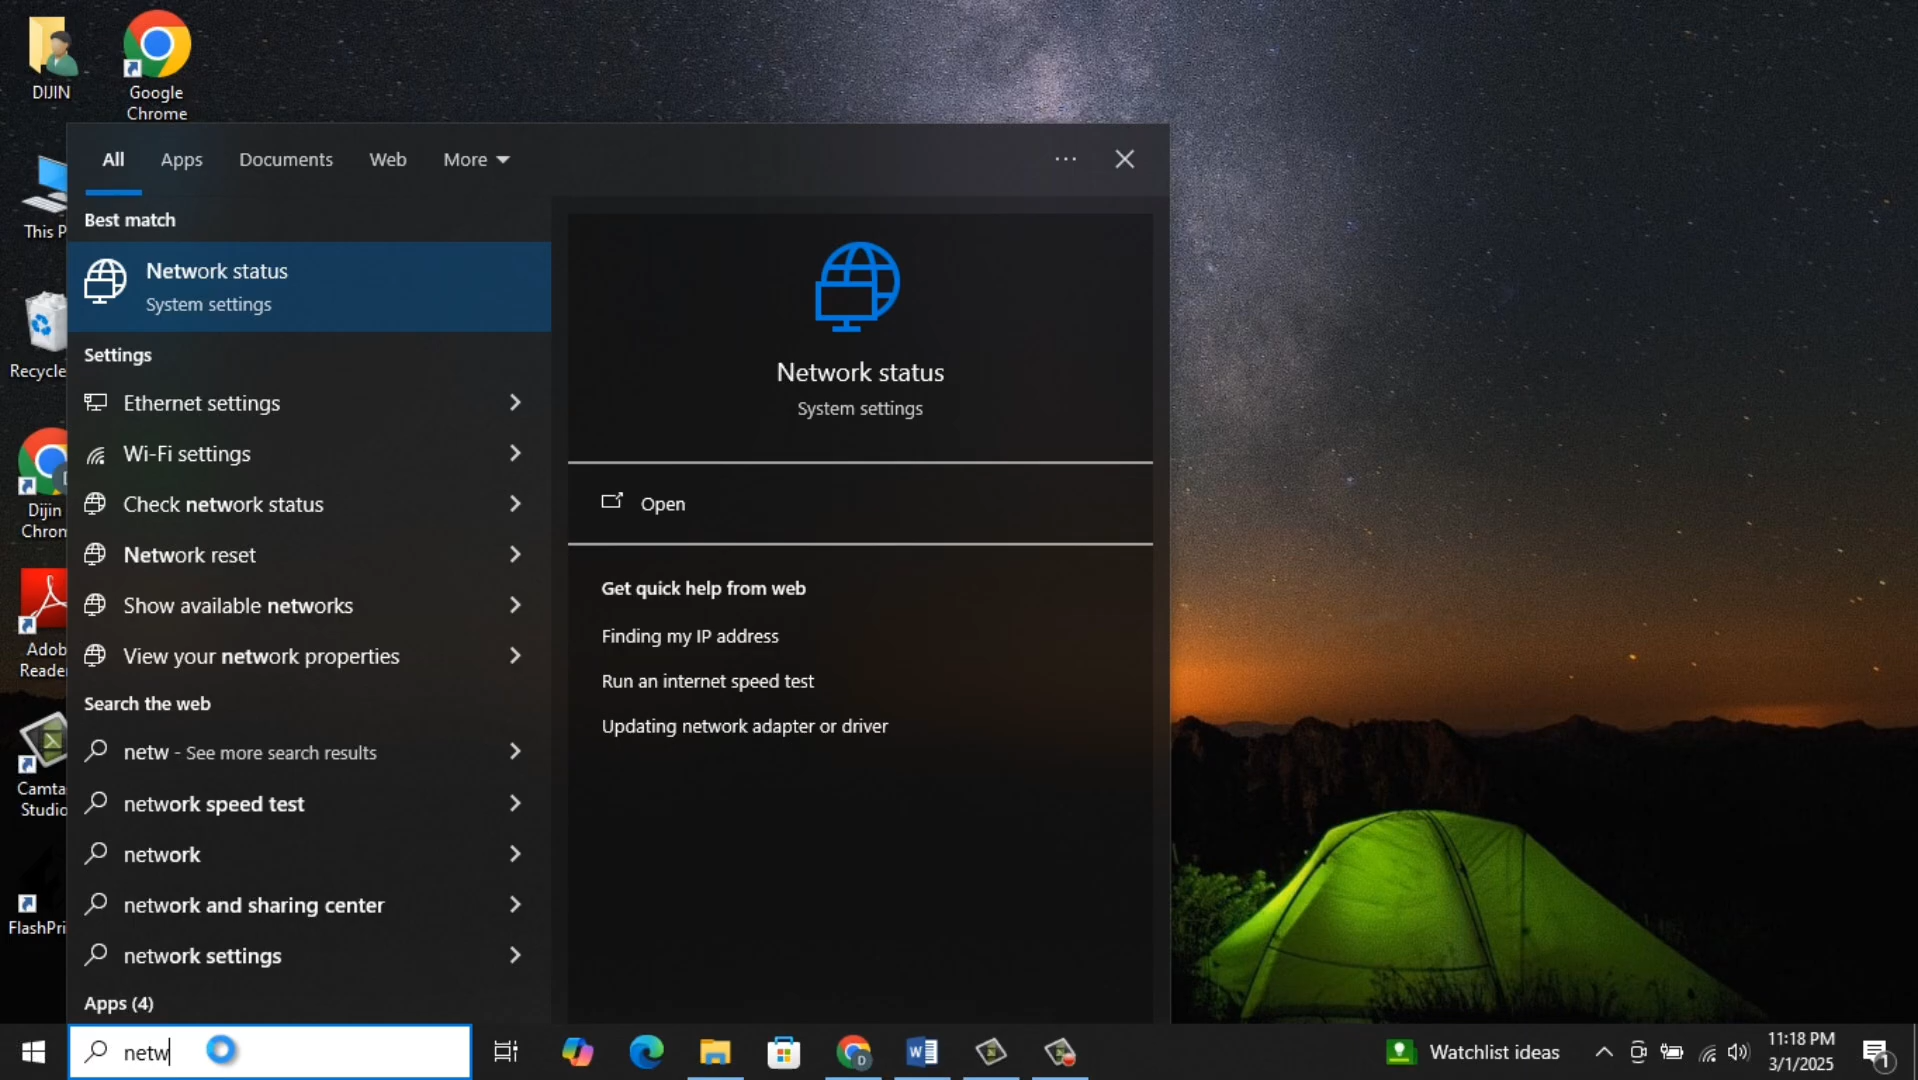 DIJIN
Google
Chrome
This P
Recycle
Dijin
Chrom
Adob
Reade
Camta
Studio
FlashPri
All
Apps
Documents
Web
More
Best match
Network status
System settings
Settings
Ethernet settings
Wi-Fi settings
Check network status
Network reset
Show available networks
View your network properties
Search the web
netw - See more search results
network speed test
network
network and sharing center
network settings
Apps (4)
Network status
System settings
Open
Get quick help from web
Finding my IP address
Run an internet speed test
Updating network adapter or driver
netw
D
Watchlist ideas
11:18 PM
3/1/2025
1